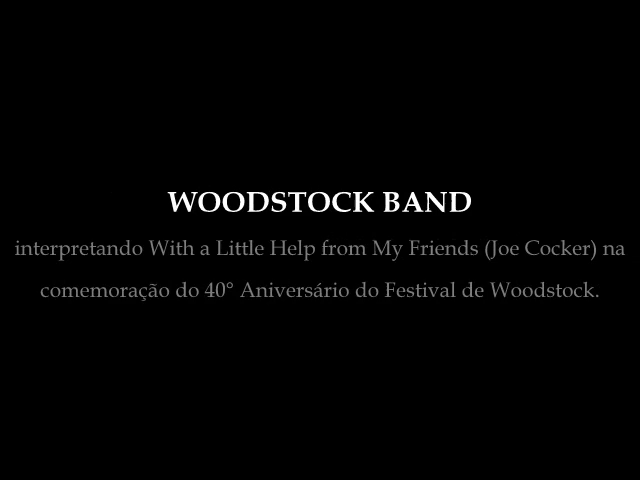 WOODSTOCK BAND
interpretando With a Little Help from My Friends (Joe Cocker) na
comemoração do 40° Aniversário do Festival de Woodstock.